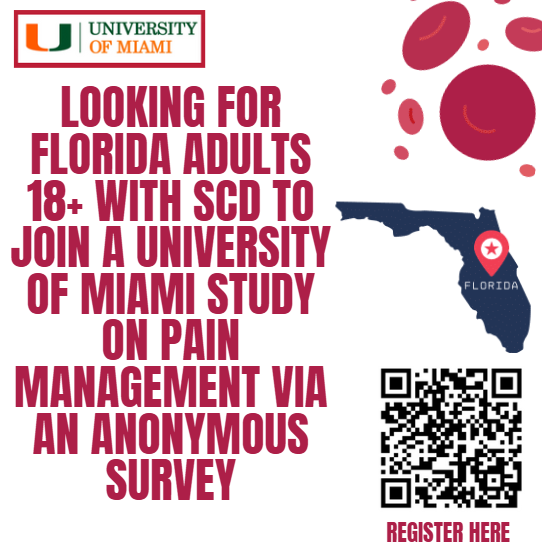 UNIVERSITY
OF MIAMI
LOOKING FOR
FLORIDA ADULTS
18+ WITH SCD TO
JOIN A UNIVERSITY
OF MIAMI STUDY
ON PAIN
MANAGEMENT VIA
AN ANONYMOUS
SURVEY
FLORIDA
REGISTER HERE